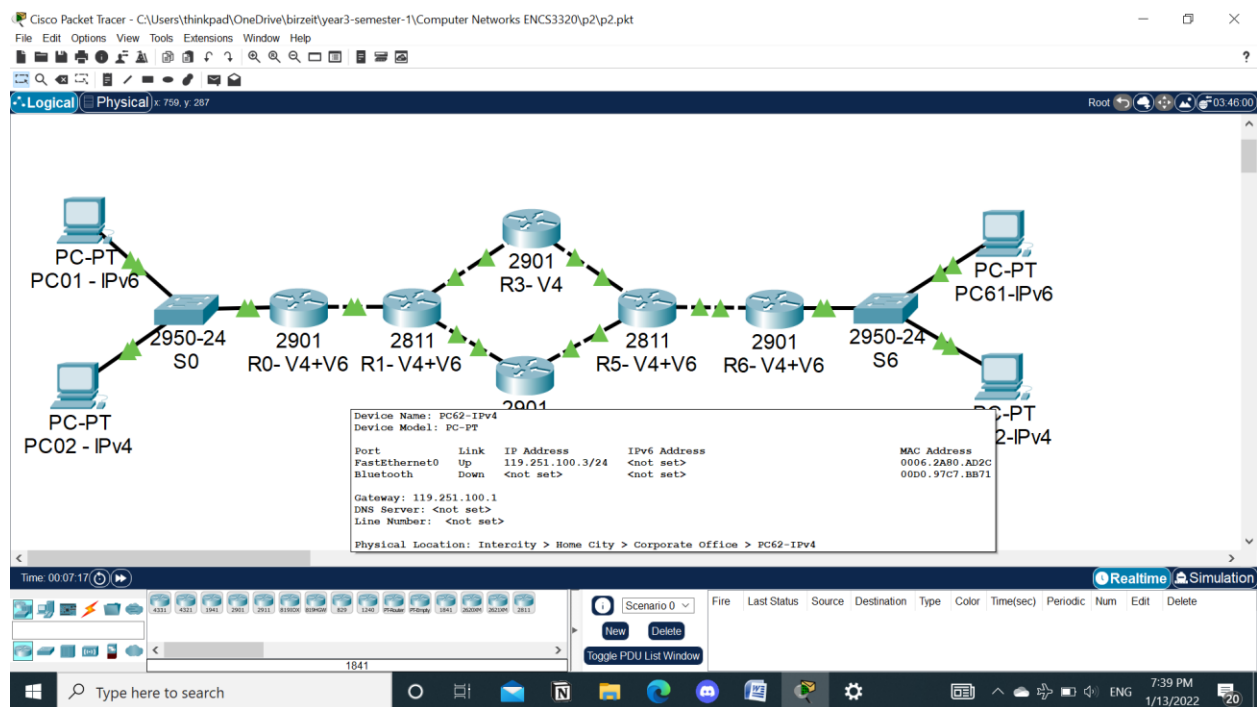 Cisco Packet Tracer - C:\Users\thinkpad\OneDrive\birzeit\year3-semester-1\Computer Networks ENCS3320\p2\p2.pkt
File Edit Options View Tools Extensions Window Help
?
Logical Physical x: 759, y: 287
Root 03:46:00
PC-PT
PC01 - IPv6
2950-24
S0
PC-PT
PC02 - IPv4
2901
R0- V4+V6
2811
R1- V4+V6
2901
R3- V4
2901
2811
R5- V4+V6
2901
R6- V4+V6
2950-24
S6
PC-PT
PC61-IPv6
-PT
2-IPv4
Device Name: PC62-IPv4
Device Model: PC-PT
Port Link IP Address IPv6 Address MAC Address
FastEthernet0 Up 119.251.100.3/24 <not set> 0006.2A80.AD2C
Bluetooth Down <not set> <not set> 00D0.97C7.BB71
Gateway: 119.251.100.1
DNS Server: <not set>
Line Number: <not set>
Physical Location: Intercity > Home City > Corporate Office > PC62-IPv4
Time: 00:07:17
Realtime Simulation
4331 4321 1941 2901 2911 819IOX 819HGW 829 1240 PT-Router PT-Empty 1841 2620XM 2621XM 2811
1841
Scenario 0
New Delete
Toggle PDU List Window
Fire Last Status Source Destination Type Color Time(sec) Periodic Num Edit Delete
Type here to search
ENG
7:39 PM
1/13/2022
20